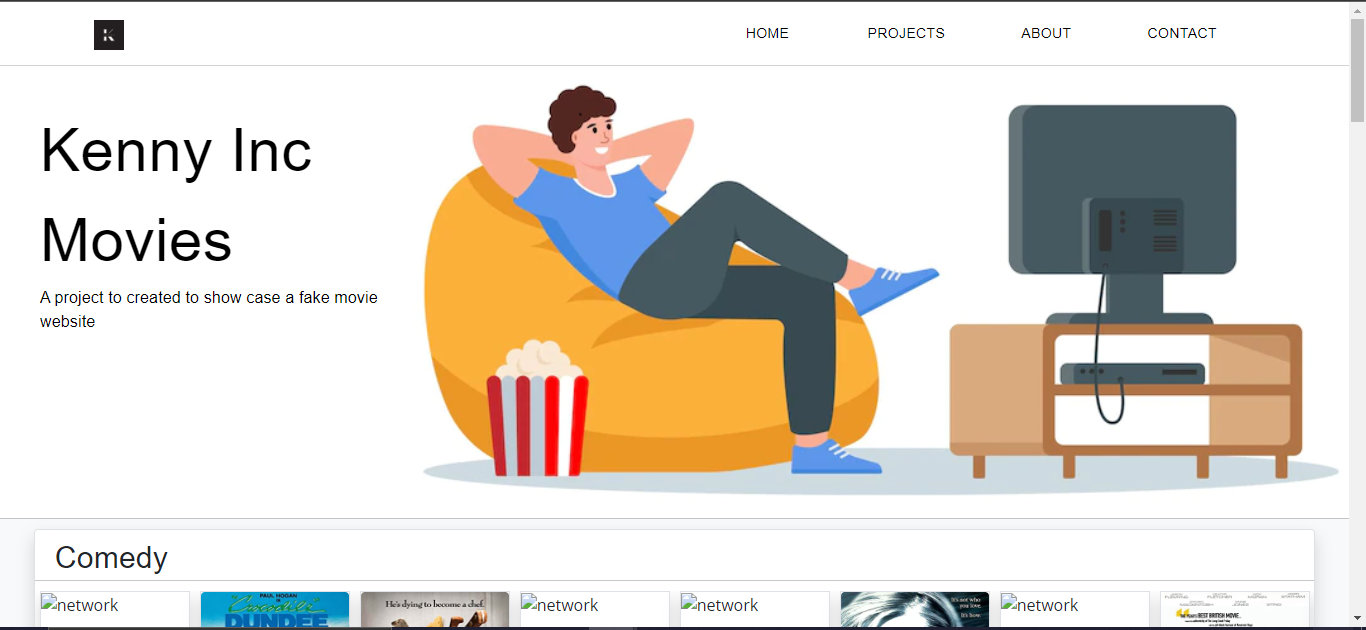 K
HOME PROJECTS ABOUT CONTACT
Kenny Inc
Movies
A project to created to show case a fake movie
website
Comedy
network
PAUL HOGAN
IS
"Crocodile"
DUNDEE
He's dying to become a chef.
network
network
It's not who
you love.
It's how.
network
BEST BRITISH MOVIE